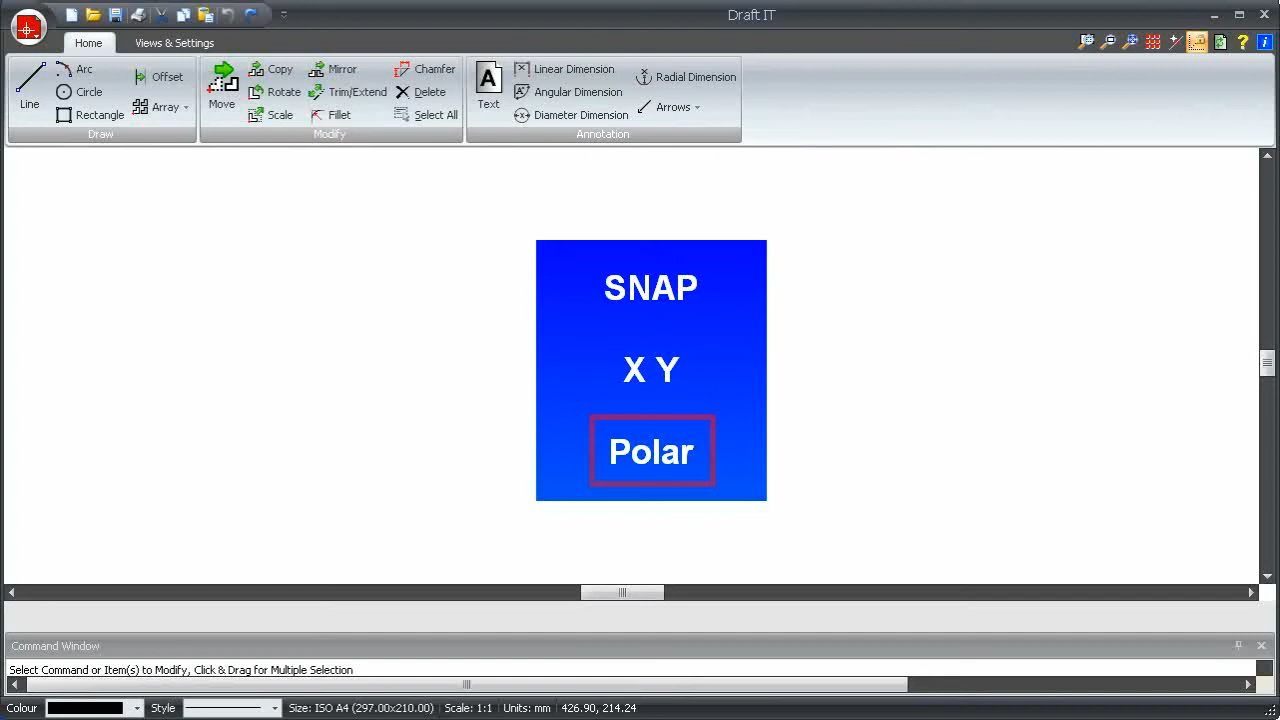 Draft IT
Home Views & Settings
Line Arc Offset Move Copy Mirror Chamfer Text Linear Dimension Radial Dimension
Circle Array Rotate Trim/Extend Delete Angular Dimension Arrows
Rectangle Scale Fillet Select All Diameter Dimension
Draw Modify Annotation
SNAP
X Y
Polar
Command Window
Select Command or Item(s) to Modify, Click & Drag for Multiple Selection
Colour Style Size: ISO A4 (297.00x210.00) Scale: 1:1 Units: mm 426.90, 214.24